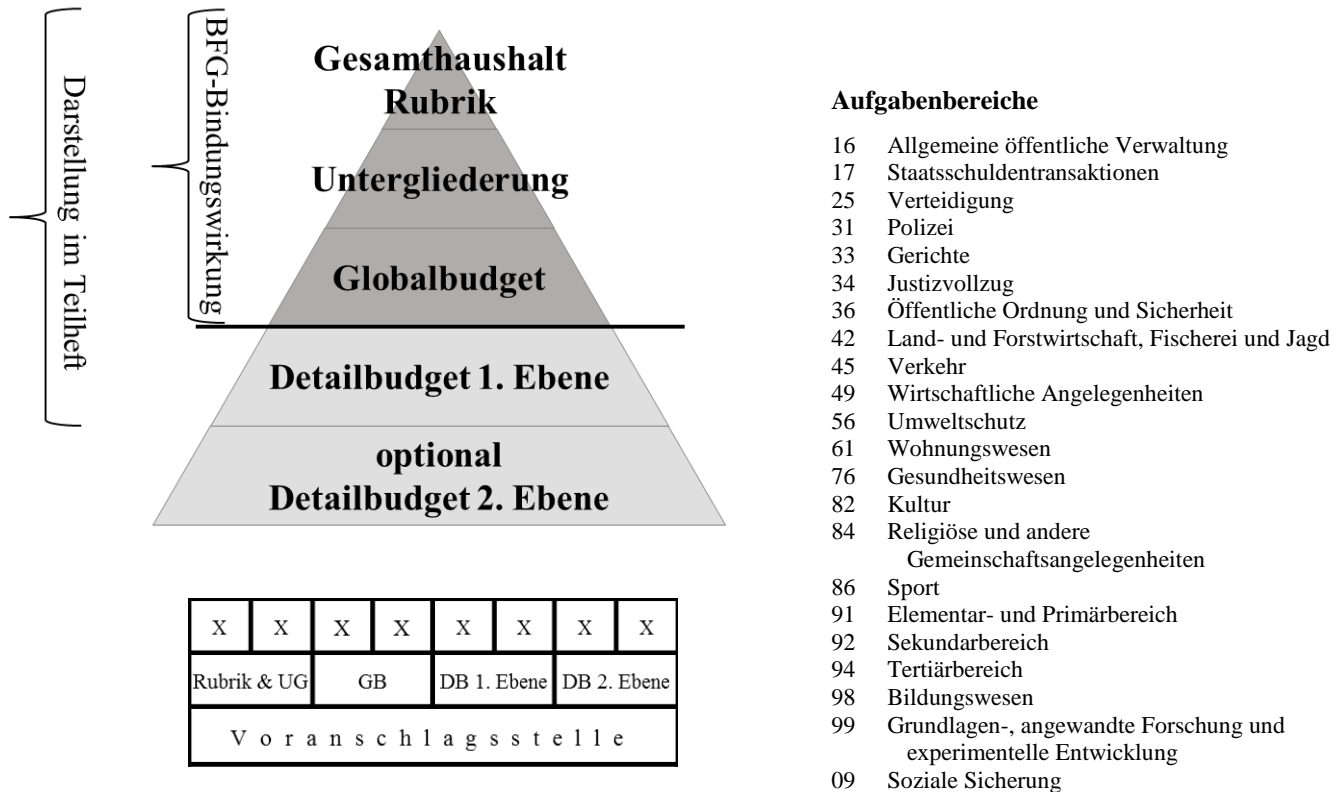 Darstellung im Teilheft
BFG-Bindungswirkung
Gesamthaushalt
Rubrik
Untergliederung
Globalbudget
Detailbudget 1. Ebene
optional
Detailbudget 2. Ebene
X X X X X X X X
Rubrik & UG GB DB 1. Ebene DB 2. Ebene
Voranschlagsstelle
Aufgabenbereiche
16 Allgemeine öffentliche Verwaltung
17 Staatsschuldentransaktionen
25 Verteidigung
31 Polizei
33 Gerichte
34 Justizvollzug
36 Öffentliche Ordnung und Sicherheit
42 Land- und Forstwirtschaft, Fischerei und Jagd
45 Verkehr
49 Wirtschaftliche Angelegenheiten
56 Umweltschutz
61 Wohnungswesen
76 Gesundheitswesen
82 Kultur
84 Religiöse und andere
Gemeinschaftsangelegenheiten
86 Sport
91 Elementar- und Primärbereich
92 Sekundarbereich
94 Tertiärbereich
98 Bildungswesen
99 Grundlagen-, angewandte Forschung und
experimentelle Entwicklung
09 Soziale Sicherung